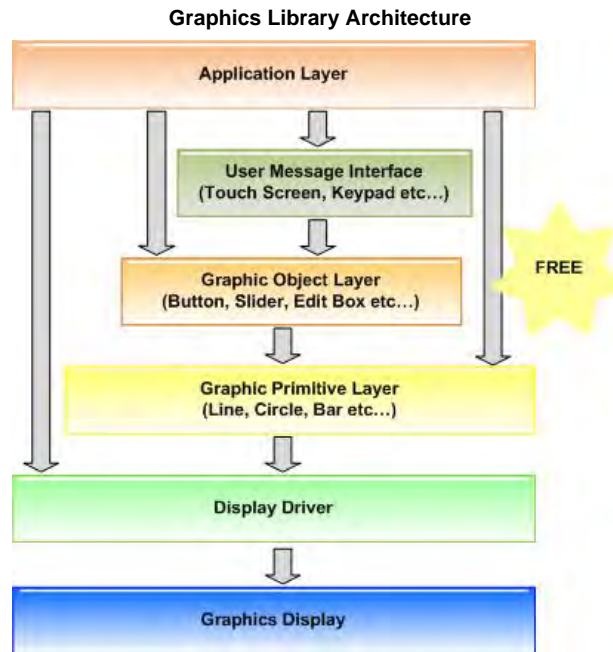 Graphics Library Architecture
Application Layer
User Message Interface
(Touch Screen, Keypad etc...)
FREE
Graphic Object Layer
(Button, Slider, Edit Box etc...)
Graphic Primitive Layer
(Line, Circle, Bar etc...)
Display Driver
Graphics Display